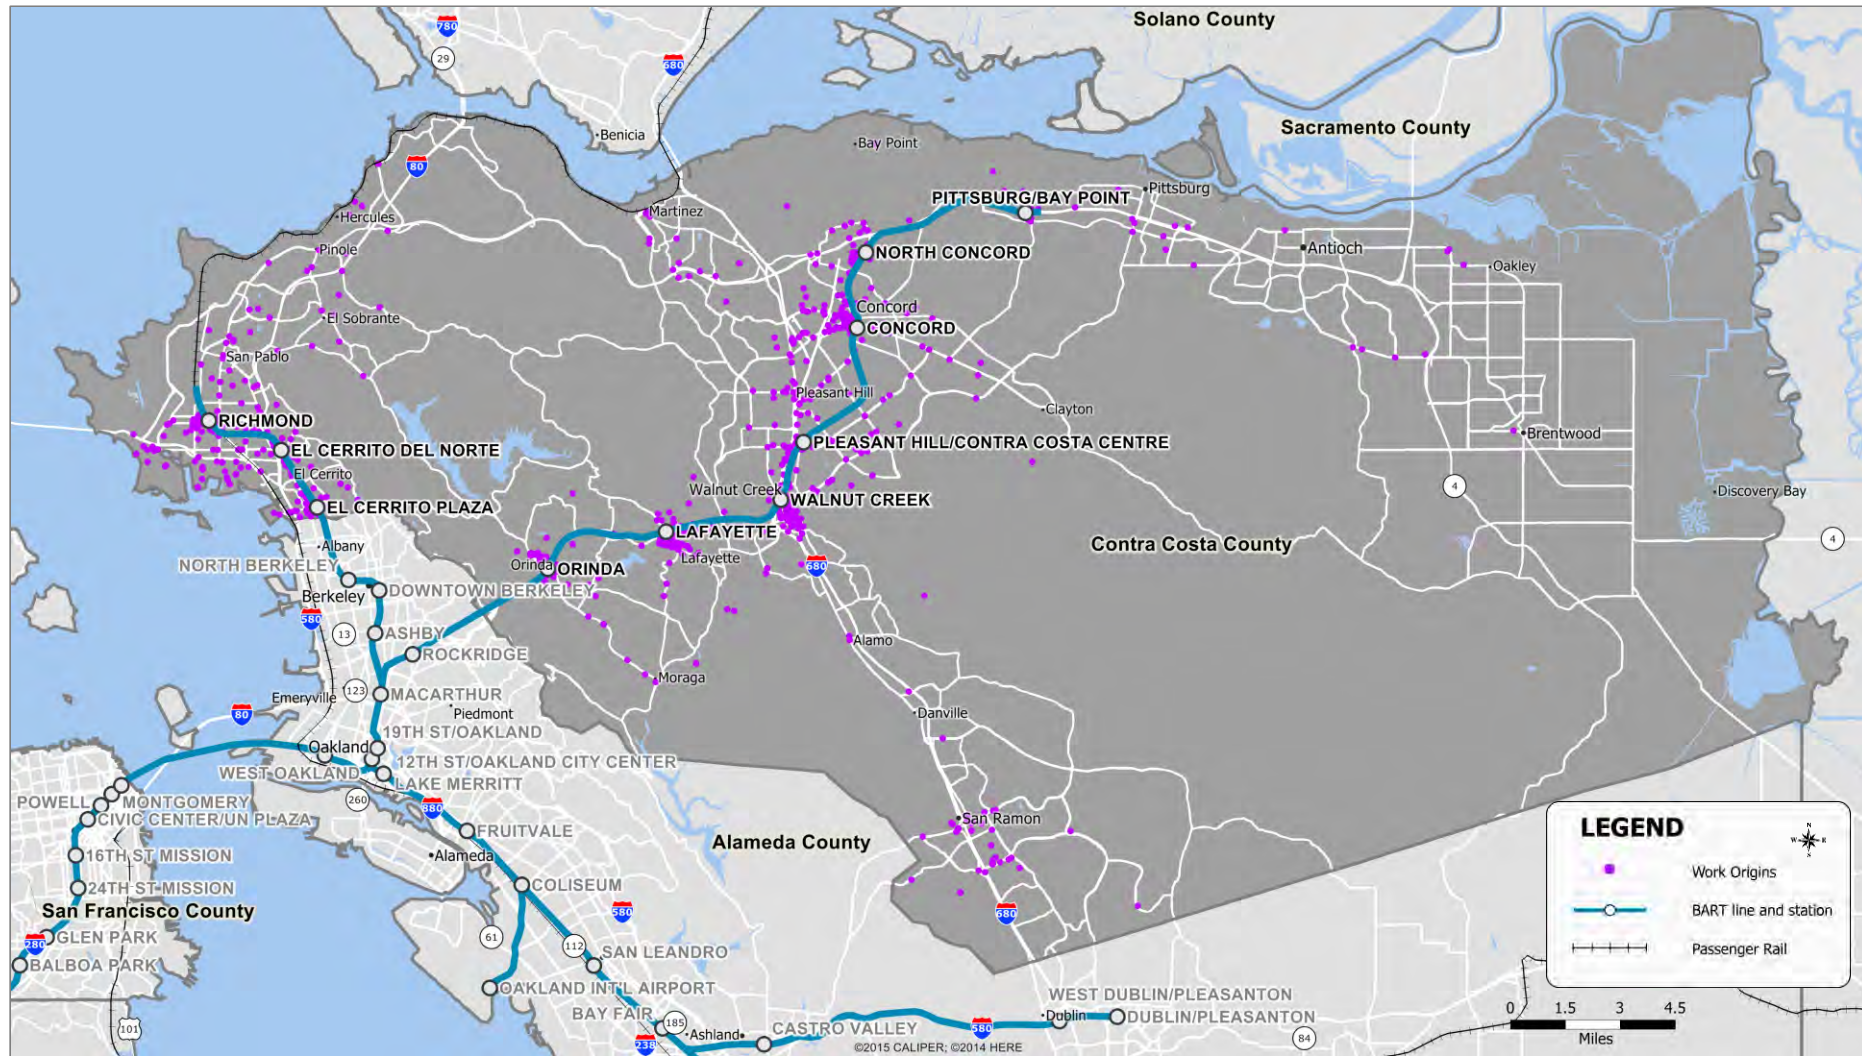 Solano County
780
29
680
Benicia
Sacramento County
Bay Point
80
Hercules
Martinez
PITTSBURG/BAY POINT
Pittsburg
Pinole
NORTH CONCORD
Antioch
Oakley
El Sobrante
Concord
CONCORD
San Pablo
Pleasant Hill
Clayton
RICHMOND
EL CERRITO DEL NORTE
PLEASANT HILL/CONTRA COSTA CENTRE
Brentwood
El Cerrito
Walnut Creek
WALNUT CREEK
4
Discovery Bay
EL CERRITO PLAZA
LAFAYETTE
Lafayette
Albany
Orinda
ORINDA
Contra Costa County
4
680
NORTH BERKELEY
Berkeley
DOWNTOWN BERKELEY
580
13
ASHBY
Alamo
ROCKRIDGE
Moraga
Emeryville
123
MACARTHUR
80
Piedmont
Danville
19TH ST/OAKLAND
Oakland
12TH ST/OAKLAND CITY CENTER
WEST OAKLAND
LAKE MERRITT
POWELL
MONTGOMERY
260
880
CIVIC CENTER/UN PLAZA
FRUITVALE
San Ramon
Alameda County
16TH ST MISSION
Alameda
24TH ST MISSION
COLISEUM
San Francisco County
580
680
280
GLEN PARK
61
112
BALBOA PARK
SAN LEANDRO
OAKLAND INT'L AIRPORT
WEST DUBLIN/PLEASANTON
BAY FAIR
185
Dublin
DUBLIN/PLEASANTON
101
Ashland
CASTRO VALLEY
580
238
84
©2015 CALIPER; ©2014 HERE
LEGEND
N
W
E
S
Work Origins
BART line and station
Passenger Rail
0 1.5 3 4.5
Miles